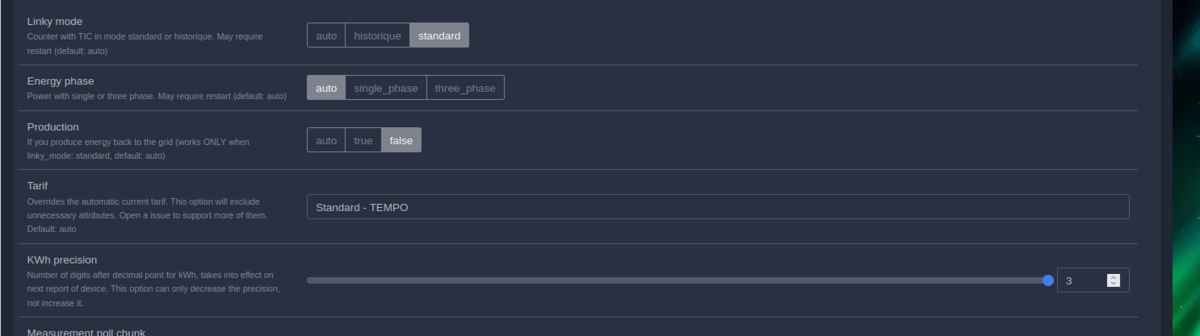 Linky mode
Counter with TIC in mode standard or historique. May require
restart (default: auto)
auto historique standard
Energy phase
Power with single or three phase. May require restart (default: auto)
auto single_phase three_phase
Production
If you produce energy back to the grid (works ONLY when
linky_mode: standard, default: auto)
auto true false
Tarif
Overrides the automatic current tarif. This option will exclude
unnecessary attributes. Open a issue to support more of them.
Default: auto
Standard - TEMPO
KWh precision
Number of digits after decimal point for kWh, takes into effect on
next report of device. This option can only decrease the precision,
not increase it.
3
Measurement poll chunk